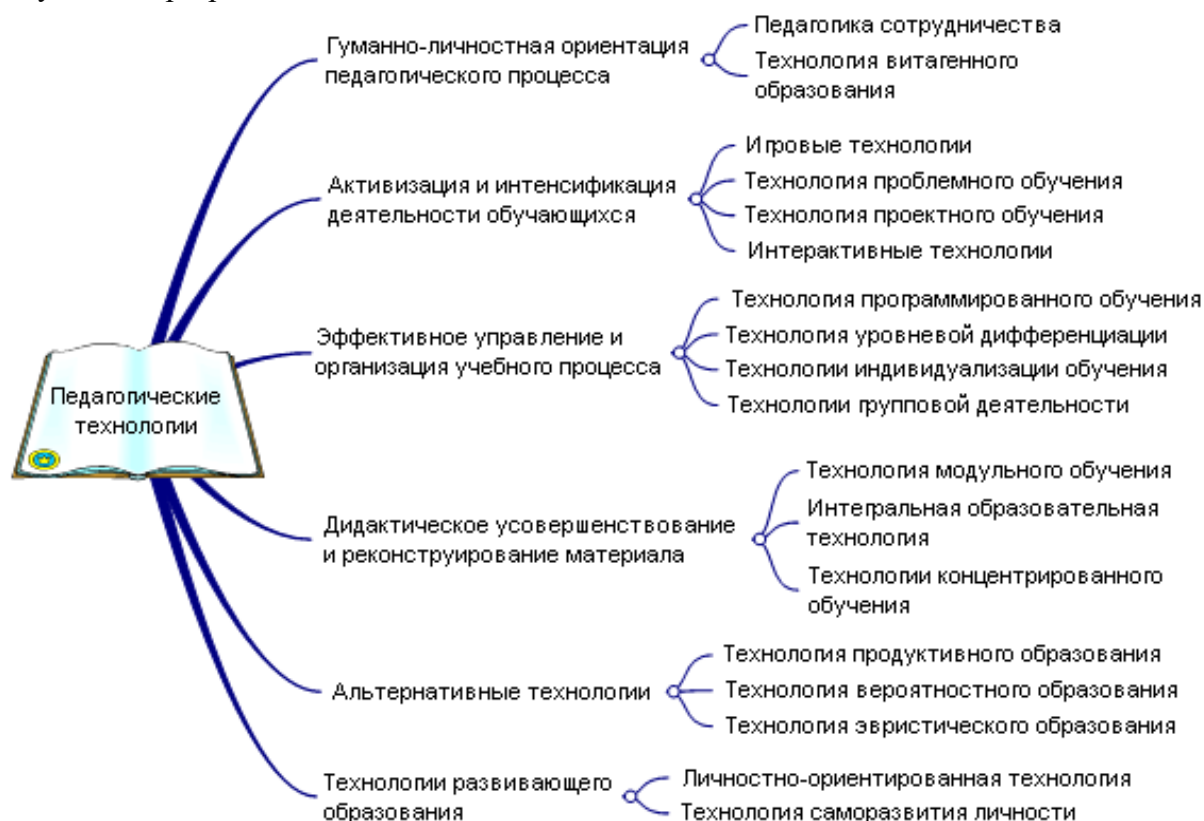 Педагогические
технологии
Гуманно-личностная ориентация
педагогического процесса
Педагогика сотрудничества
Технология витагенного
образования
Активизация и интенсификация
деятельности обучающихся
Игровые технологии
Технология проблемного обучения
Технология проектного обучения
Интерактивные технологии
Эффективное управление и
организация учебного процесса
Технология программированного обучения
Технология уровневой дифференциации
Технологии индивидуализации обучения
Технологии групповой деятельности
Дидактическое усовершенствование
и реконструирование материала
Технология модульного обучения
Интегральная образовательная
технология
Технологии концентрированного
обучения
Альтернативные технологии
Технология продуктивного образования
Технология вероятностного образования
Технология эвристического образования
Технологии развивающего
образования
Личностно-ориентированная технология
Технология саморазвития личности